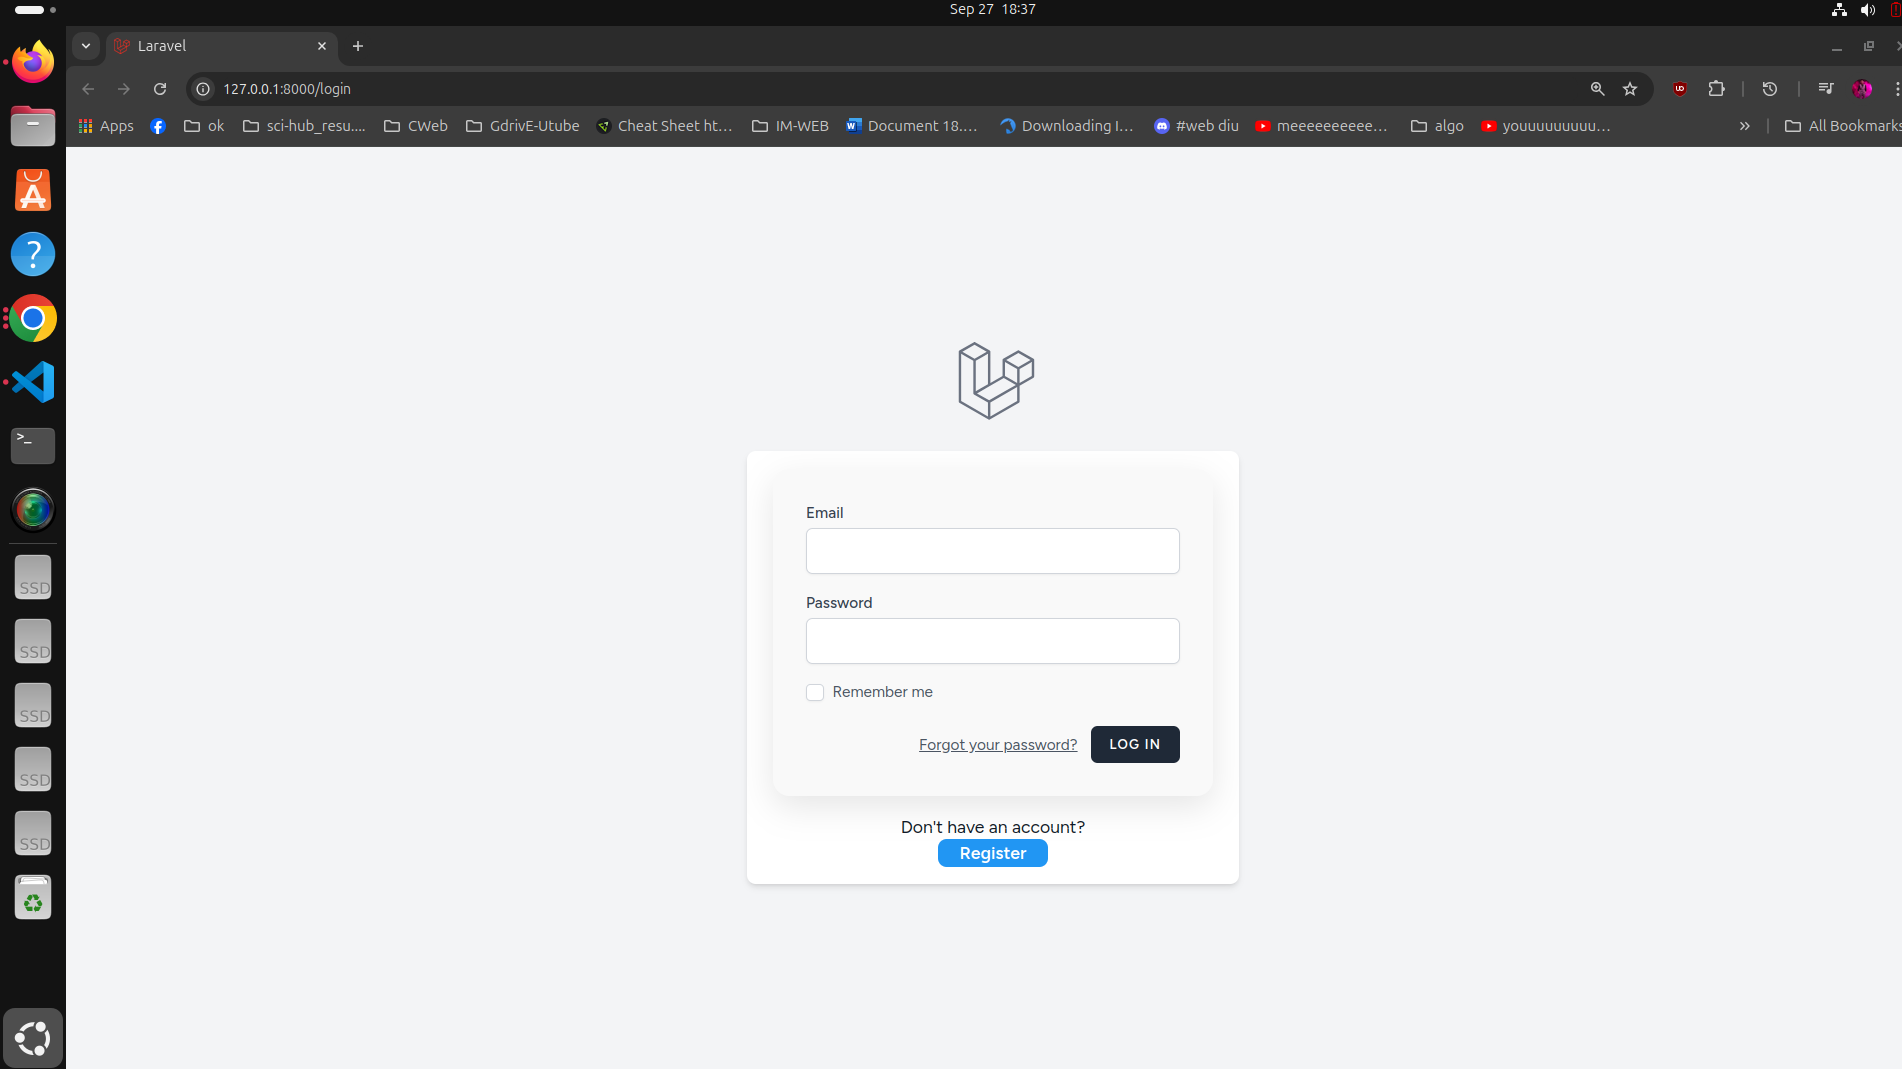 Sep 27 18:37
Laravel
127.0.0.1:8000/login
Apps
ok
sci-hub_resu....
CWeb
GdrivE-Utube
Cheat Sheet ht...
IM-WEB
Document 18....
Downloading I...
#web diu
meeeeeeeeee...
algo
youuuuuuuuu...
All Bookmarks
Email
Password
Remember me
Forgot your password?
LOG IN
Don't have an account?
Register
SSD
SSD
SSD
SSD
SSD